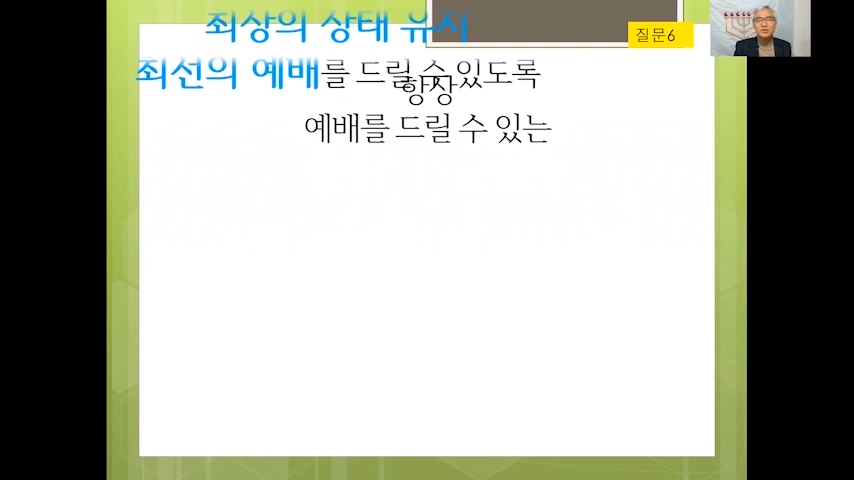 최상의 상태 유지
질문6
최선의 예배를 드릴 수 있도록
항상
예배를 드릴 수 있는